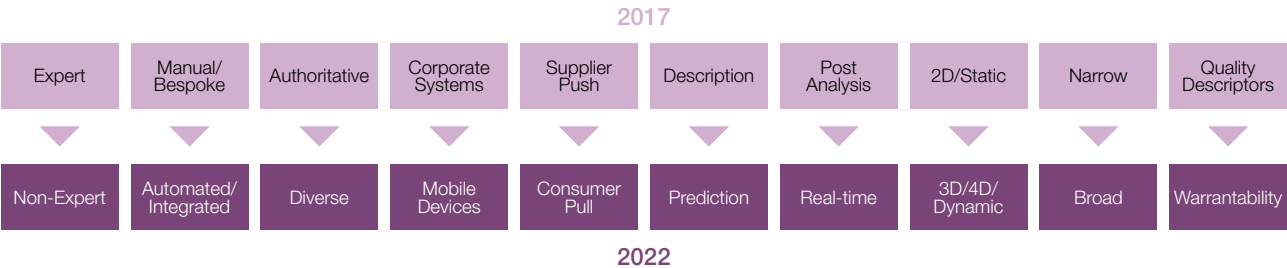 2017
Expert
Manual/
Bespoke
Authoritative
Corporate
Systems
Supplier
Push
Description
Post
Analysis
2D/Static
Narrow
Quality
Descriptors
Non-Expert
Automated/
Integrated
Diverse
Mobile
Devices
Consumer
Pull
Prediction
Real-time
3D/4D/
Dynamic
Broad
Warrantability
2022